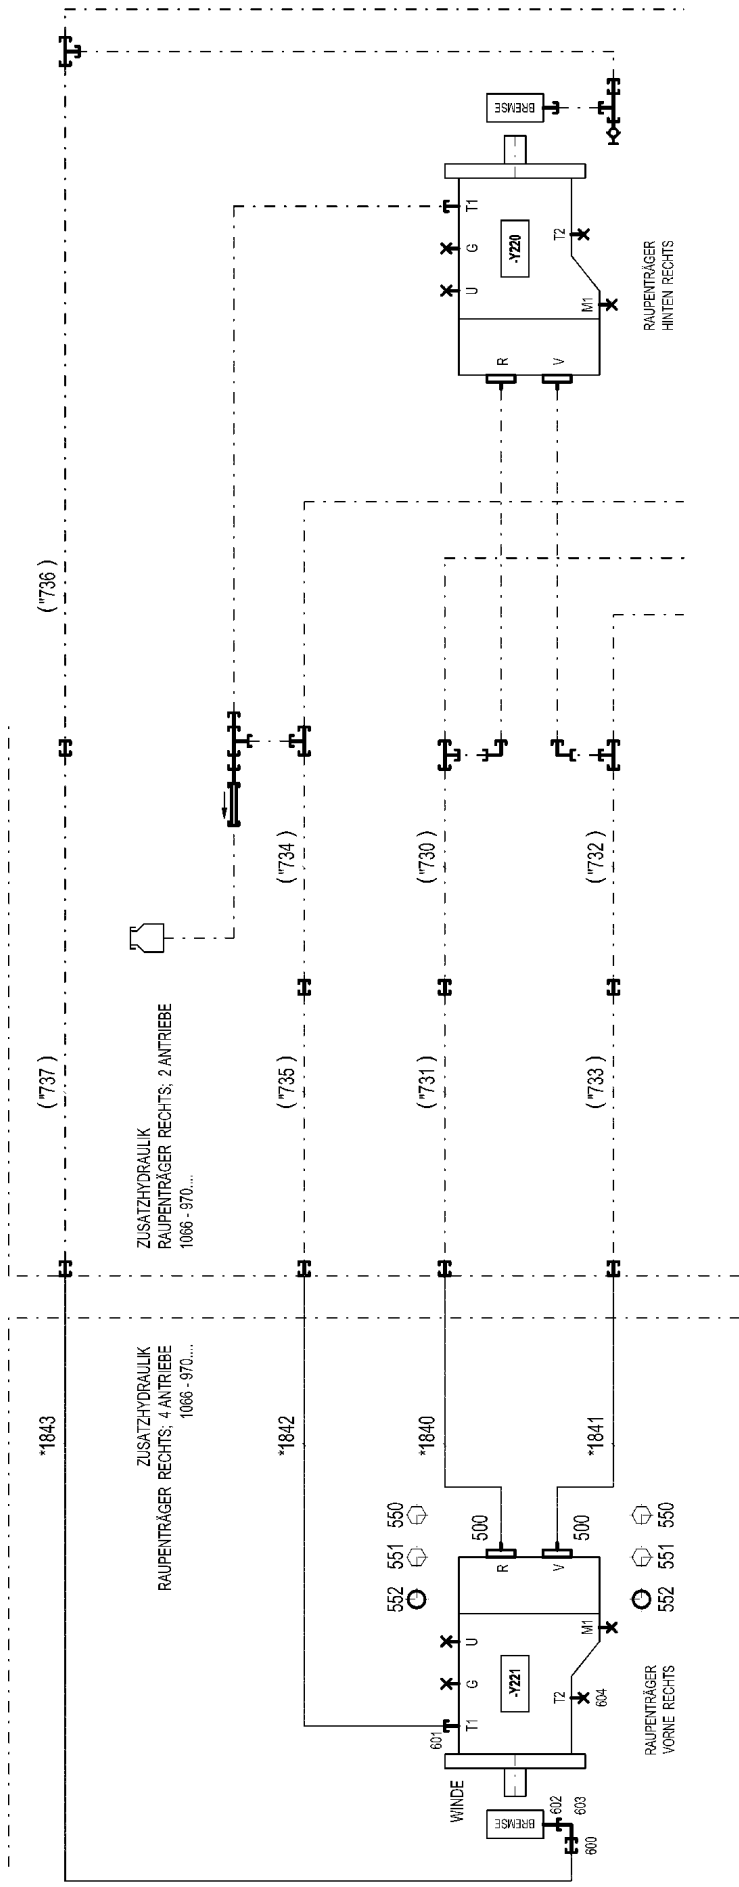 BREMSE
T1
G
U
-Y220
T2
M1
RAUPENTRÄGER
HINTEN RECHTS
R
V
("736 )
("734 )
("730 )
("732 )
("737 )
("735 )
("731 )
("733 )
ZUSATZHYDRAULIK
RAUPENTRÄGER RECHTS; 2 ANTRIEBE
1066 - 970....
ZUSATZHYDRAULIK
RAUPENTRÄGER RECHTS; 4 ANTRIEBE
1066 - 970....
*1843
*1842
*1840
*1841
550
551
552
500
500
550
551
552
R
V
U
G
T1
-Y221
M1
T2
604
601
RAUPENTRÄGER
VORNE RECHTS
WINDE
BREMSE
602
603
600